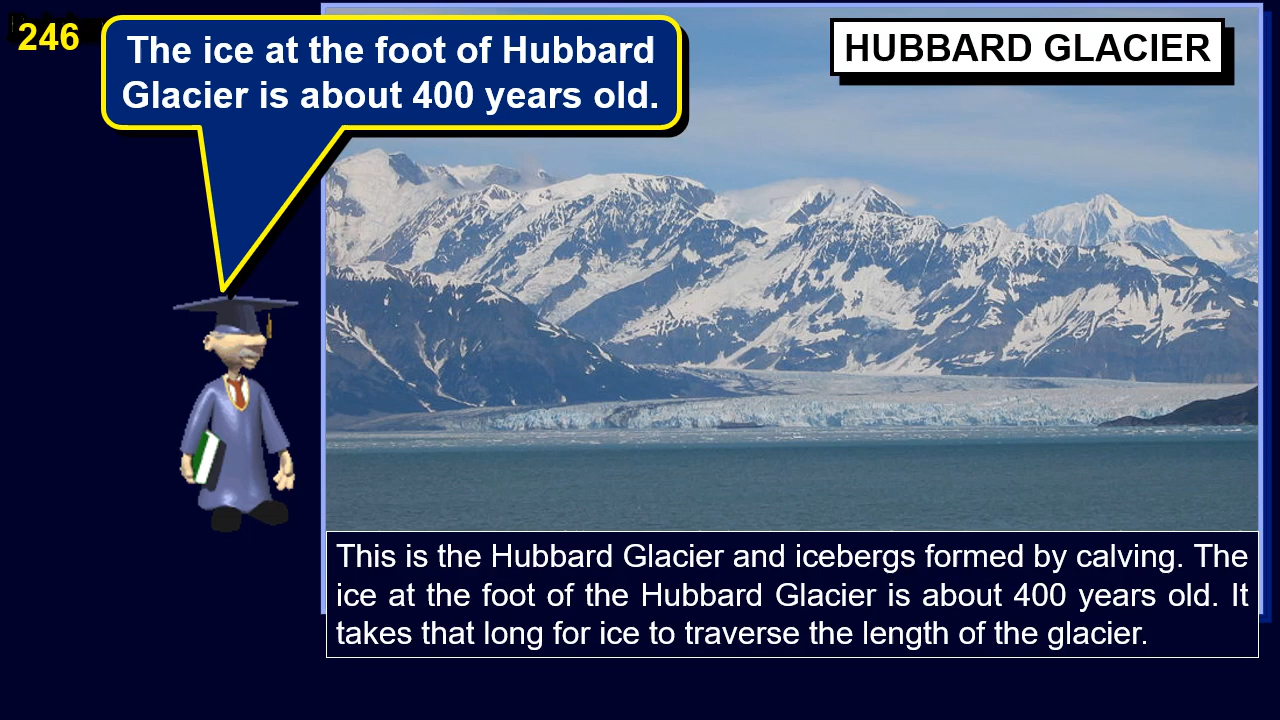 246
The ice at the foot of Hubbard
Glacier is about 400 years old.
HUBBARD GLACIER
This is the Hubbard Glacier and icebergs formed by calving. The
ice at the foot of the Hubbard Glacier is about 400 years old. It
takes that long for ice to traverse the length of the glacier.